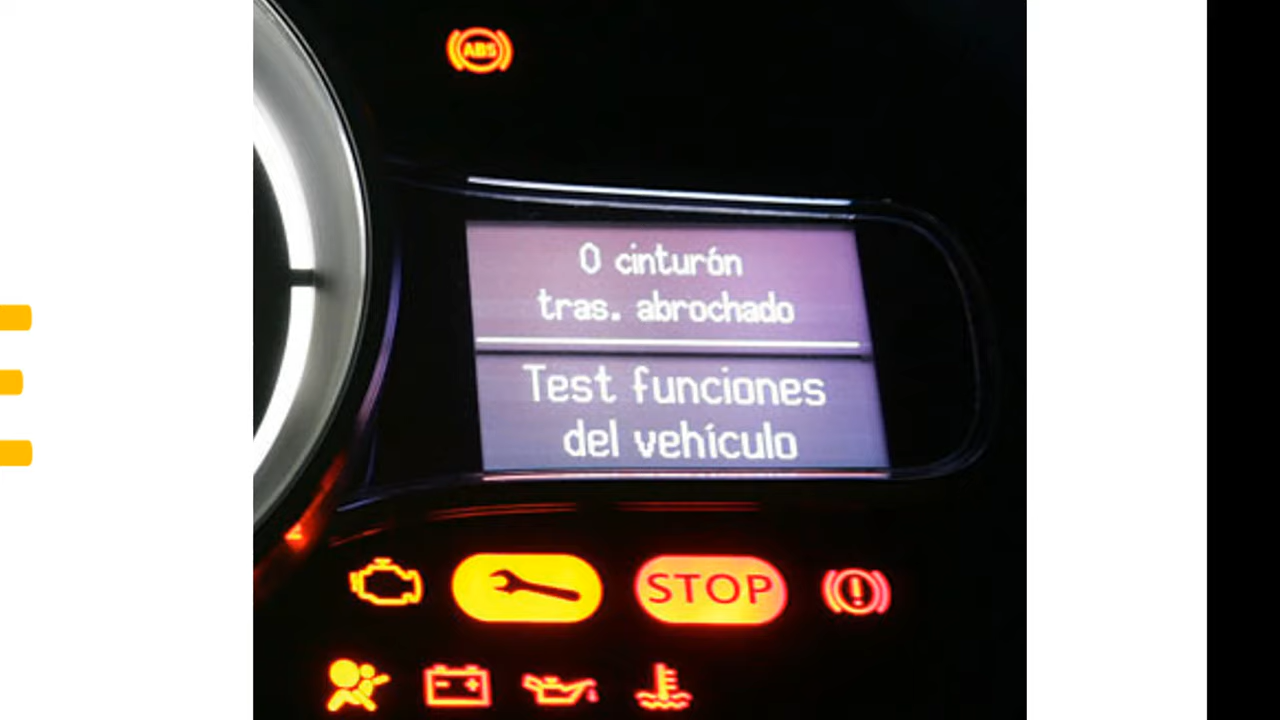 ABS
0 cinturón
tras. abrochado
Test funciones
del vehículo
STOP